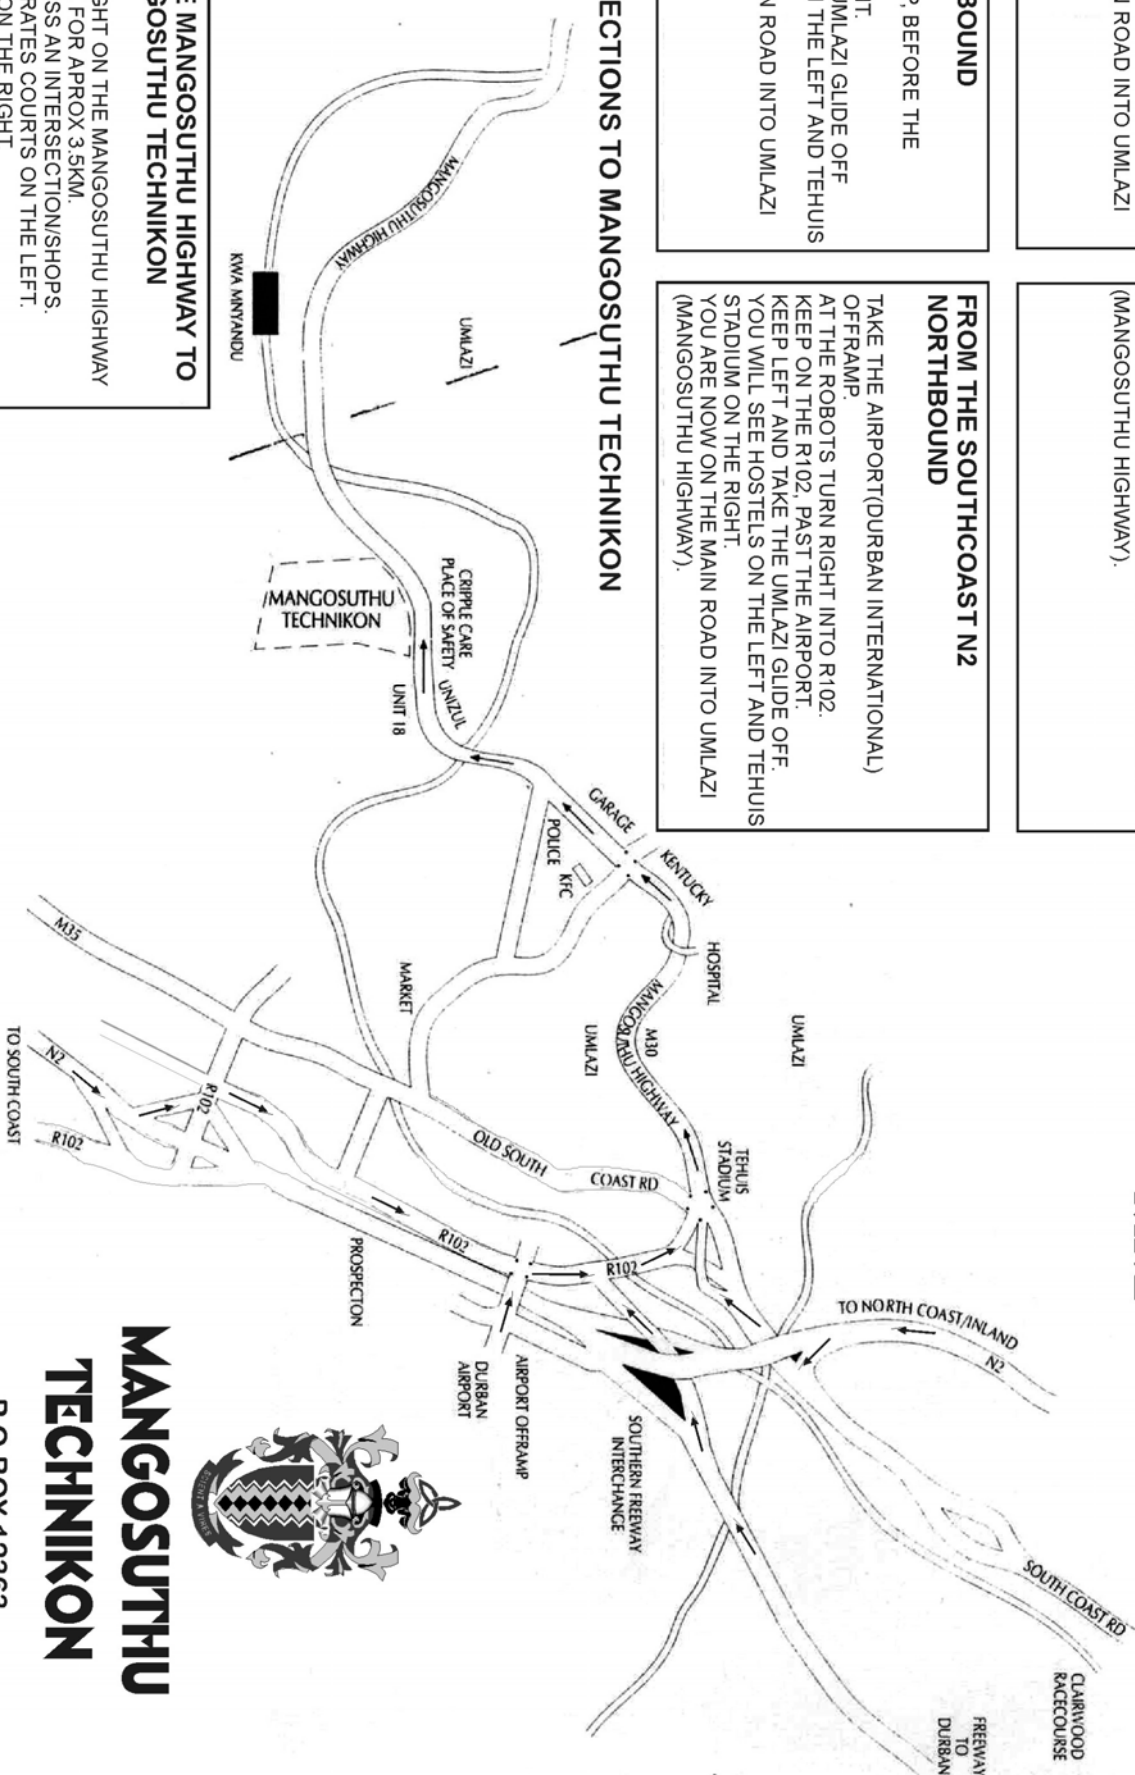 N ROAD INTO UMLAZI
(MANGOSUTHU HIGHWAY).
BOUND
P, BEFORE THE
HT.
UMLAZI GLIDE OFF
N THE LEFT AND TEHUIS
N ROAD INTO UMLAZI
FROM THE SOUTHCOAST N2
NORTHBOUND
TAKE THE AIRPORT(DURBAN INTERNATIONAL)
OFFRAMP.
AT THE ROBOTS TURN RIGHT INTO R102.
KEEP ON THE R102, PAST THE AIRPORT.
KEEP LEFT AND TAKE THE UMLAZI GLIDE OFF.
YOU WILL SEE HOSTELS ON THE LEFT AND TEHUIS
STADIUM ON THE RIGHT.
YOU ARE NOW ON THE MAIN ROAD INTO UMLAZI
(MANGOSUTHU HIGHWAY).
ECTIONS TO MANGOSUTHU TECHNIKON
CLAIRWOOD
RACECOURSE
FREEWAY
TO
DURBAN
SOUTH COAST RD
N2
TO NORTH COAST/INLAND
UMLAZI
TEHUIS
STADIUM
HOSPITAL
KENTUCKY
GARAGE
KFC
POLICE
M30
MANGOSUTHU HIGHWAY
UMLAZI
COAST RD
OLD SOUTH
R102
R102
SOUTHERN FREEWAY
INTERCHANGE
AIRPORT OFFRAMP
DURBAN
AIRPORT
PROSPECTON
MARKET
UNIZUL
UNIT 18
CRIPPLE CARE
PLACE OF SAFETY
MANGOSUTHU
TECHNIKON
UMLAZI
MANGOSUTHU HIGHWAY
KWA MNYANDU
R102
M35
N2
R102
TO SOUTH COAST
E MANGOSUTHU HIGHWAY TO
GOSUTHU TECHNIKON
GHT ON THE MANGOSUTHU HIGHWAY
FOR APROX 3.5KM.
SS AN INTERSECTION/SHOPS.
RATES COURTS ON THE LEFT.
ON THE RIGHT
SCIENT A VIRES
MANGOSUTHU
TECHNIKON